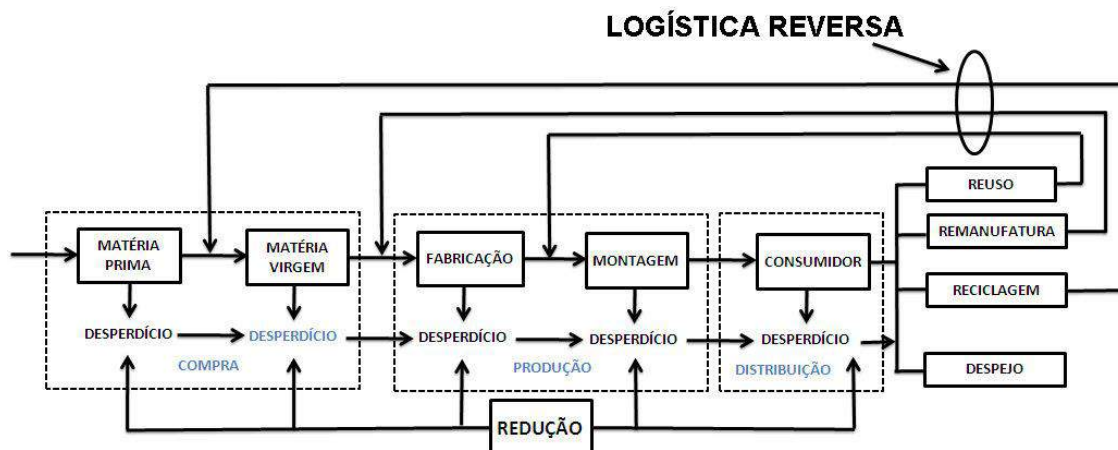 LOGÍSTICA REVERSA
REUSO
REMANUFATURA
RECICLAGEM
DESPEJO
MATÉRIA
PRIMA
MATÉRIA
VIRGEM
FABRICAÇÃO
MONTAGEM
CONSUMIDOR
DESPERDÍCIO
DESPERDÍCIO
DESPERDÍCIO
DESPERDÍCIO
DESPERDÍCIO
COMPRA
PRODUÇÃO
DISTRIBUIÇÃO
REDUÇÃO